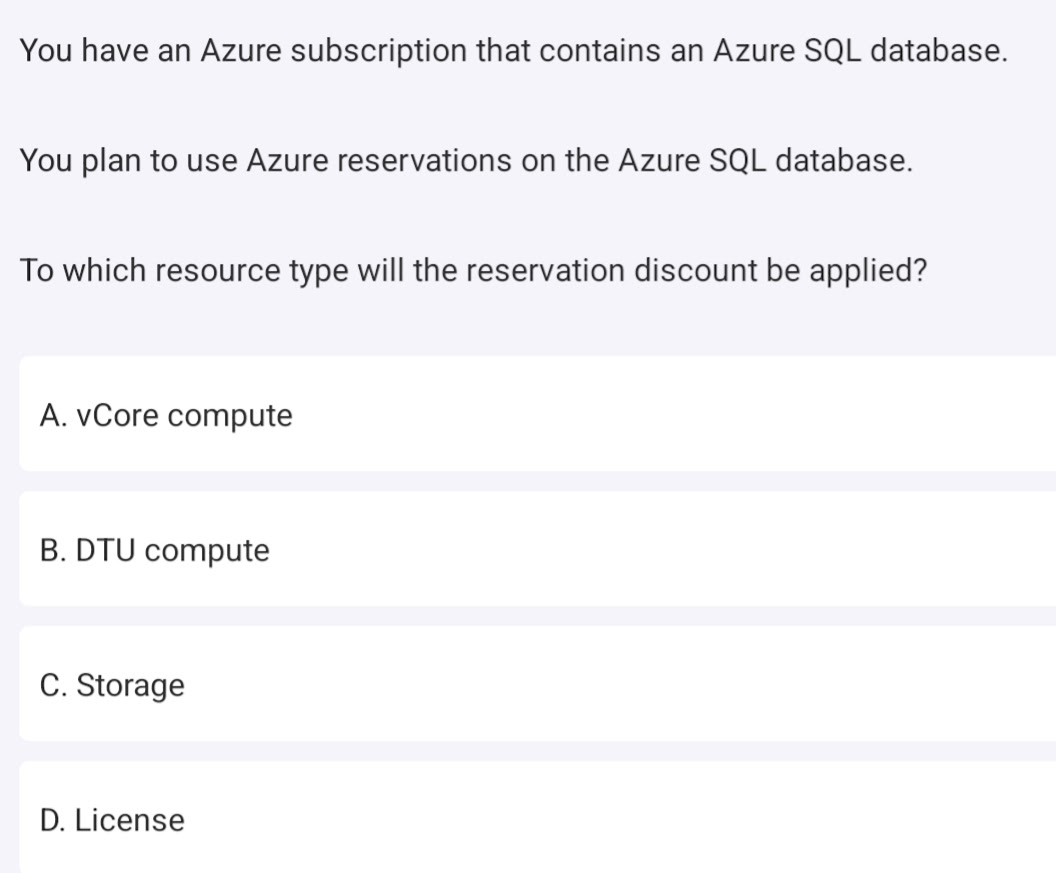 You have an Azure subscription that contains an Azure SQL database.
You plan to use Azure reservations on the Azure SQL database.
To which resource type will the reservation discount be applied?
A. vCore compute
B. DTU compute
C. Storage
D. License